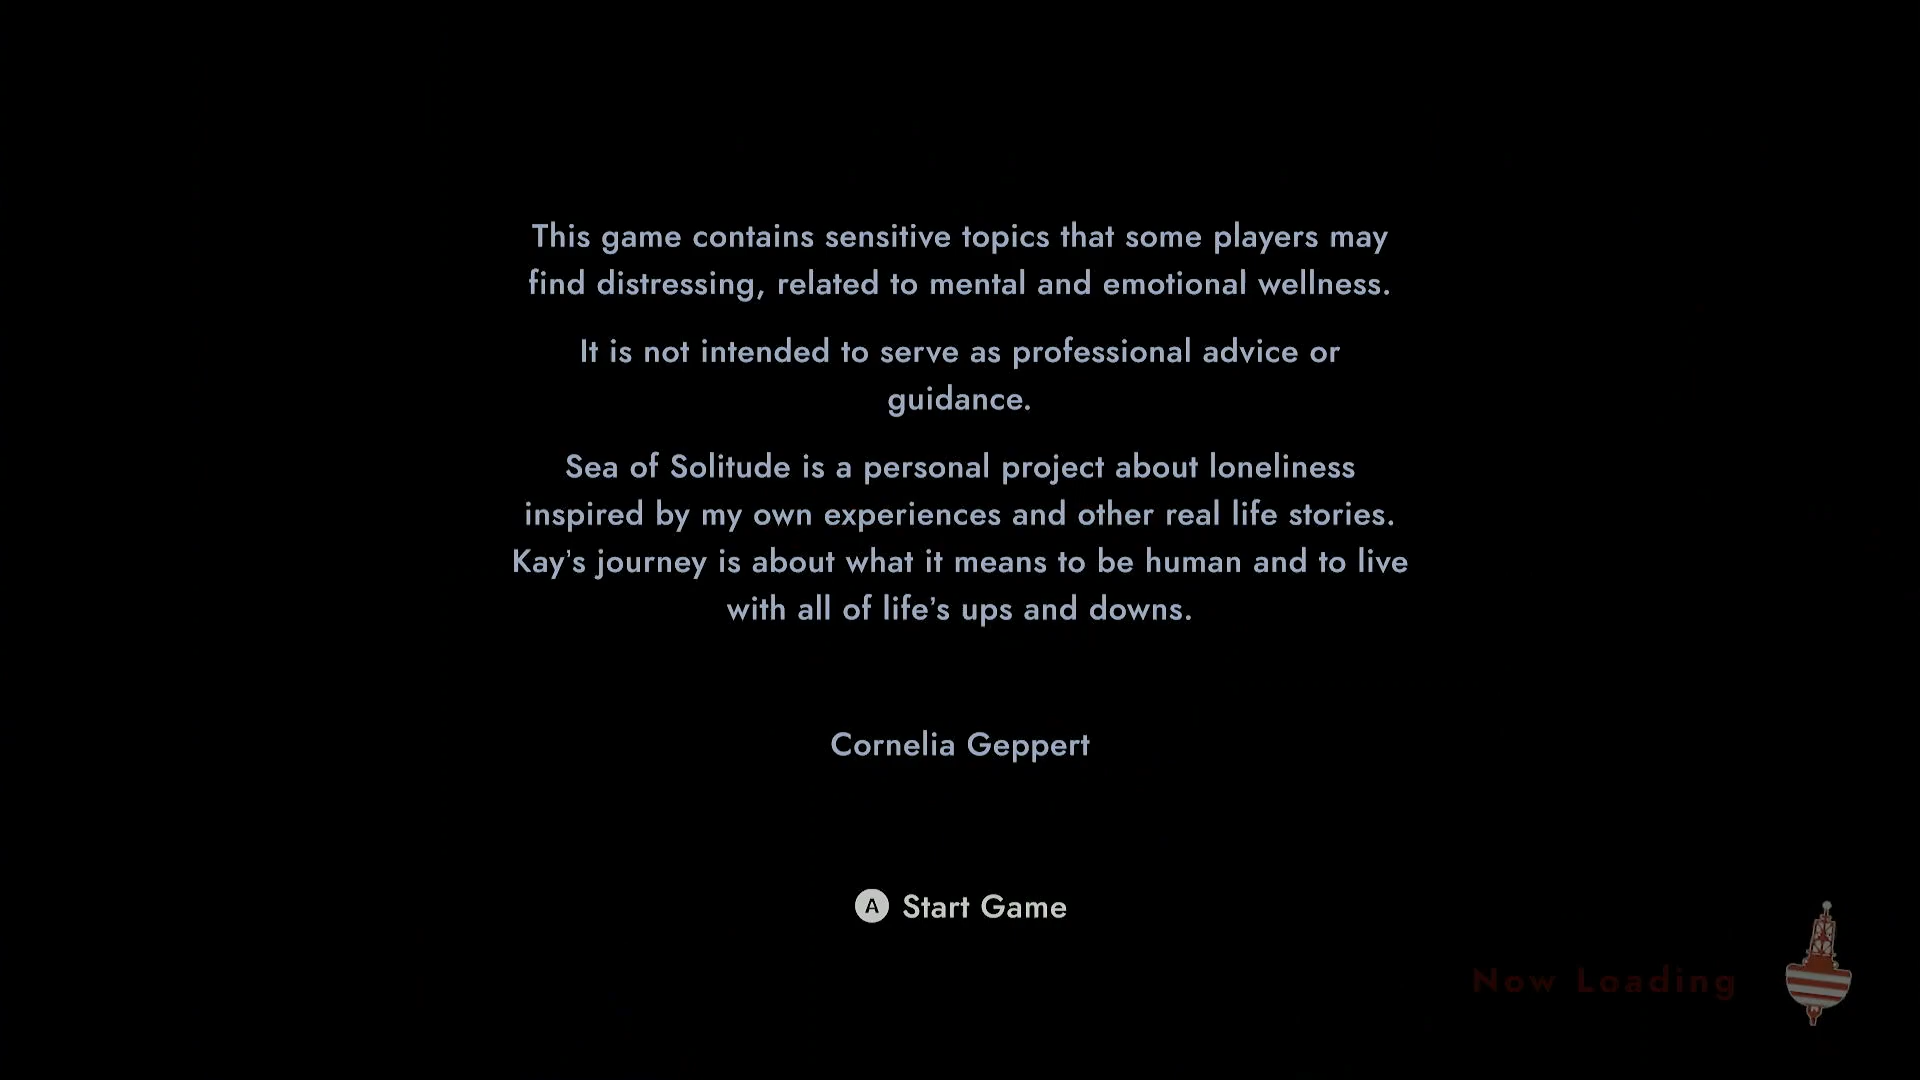 This game contains sensitive topics that some players may
find distressing, related to mental and emotional wellness.
It is not intended to serve as professional advice or
guidance.
Sea of Solitude is a personal project about loneliness
inspired by my own experiences and other real life stories.
Kay's journey is about what it means to be human and to live
with all of life's ups and downs.
Cornelia Geppert
A Start Game
Now Loading